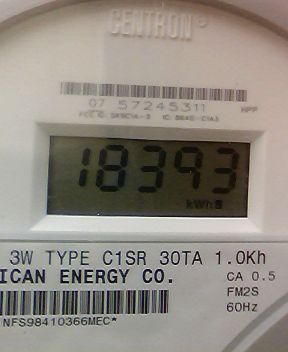 CENTRON®
07 57245311 HPP
18393
kWh
3W TYPE C1SR 30TA 1.0Kh
ICAN ENERGY CO. CA 0.5
FM2S
60Hz
NFS98410366MEC*